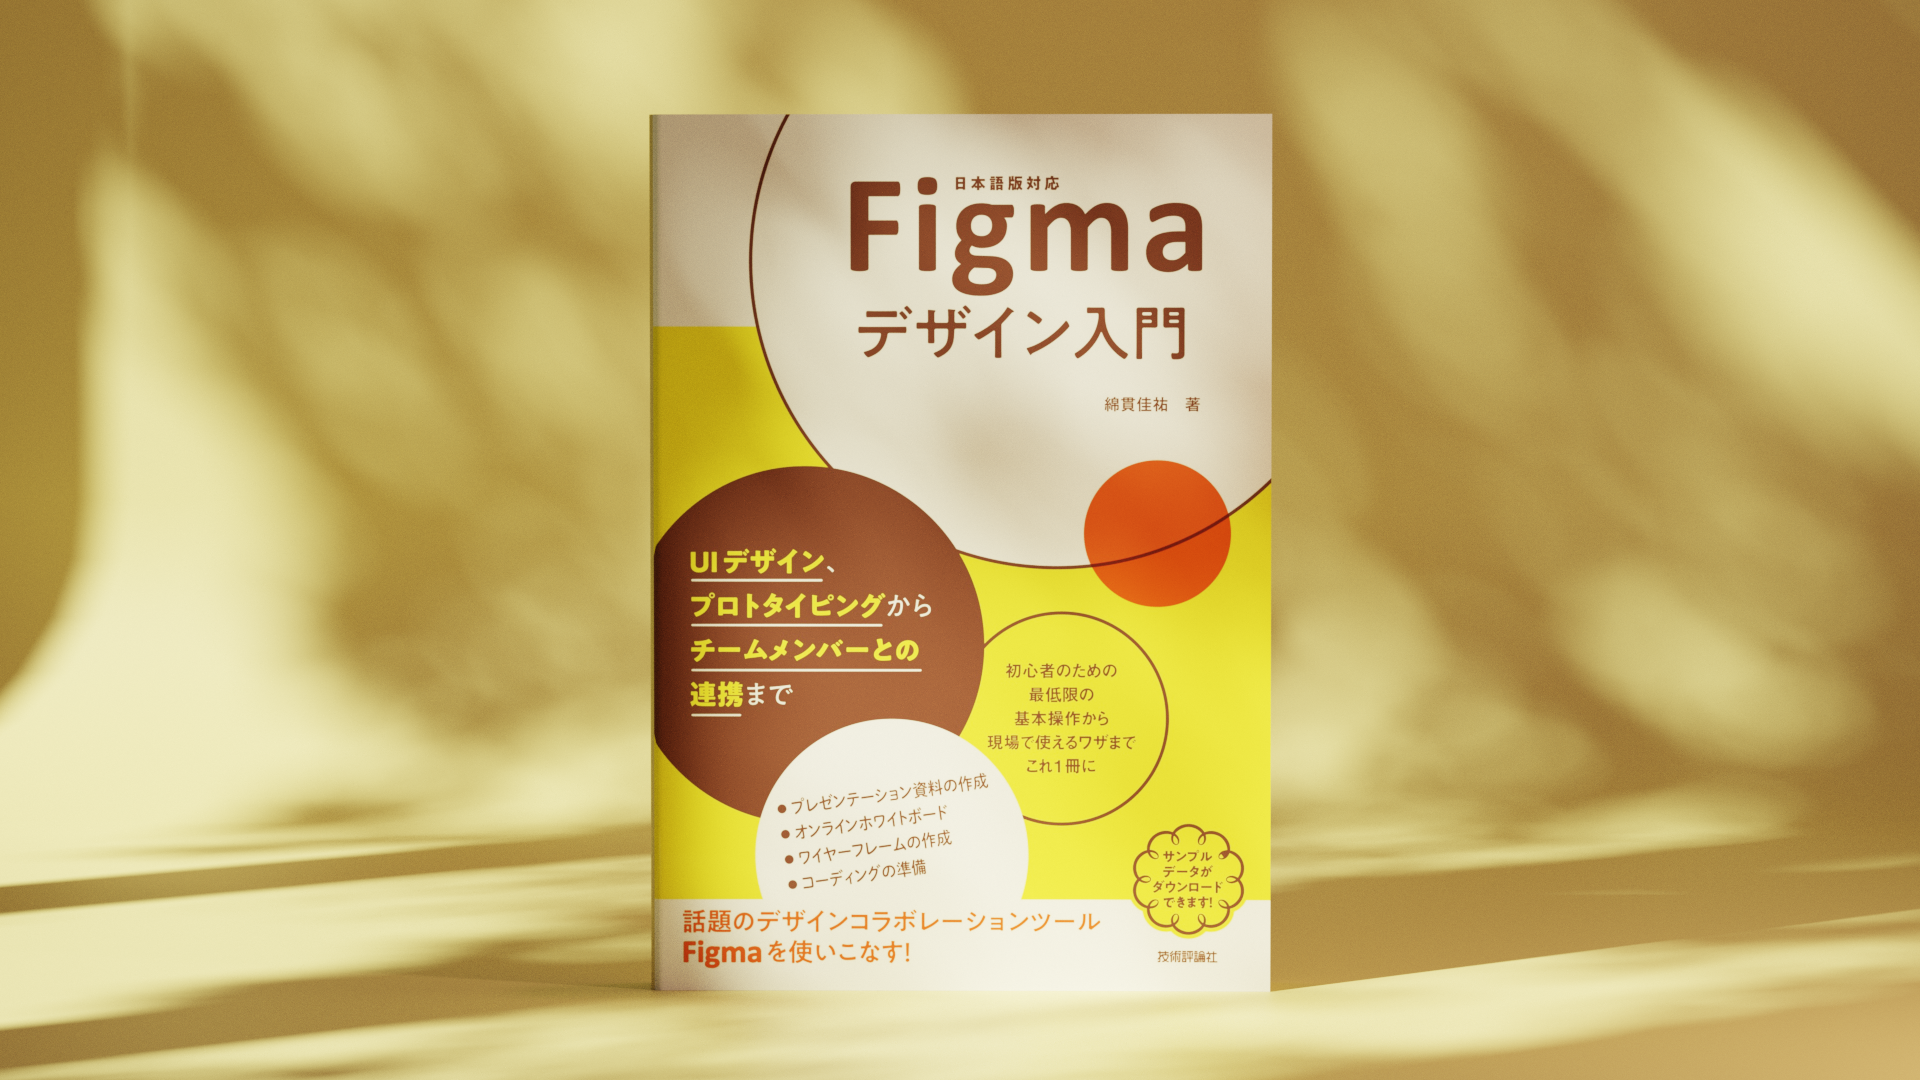 日本語版対応
Figma
デザイン入門
綿貫佳祐　著
UIデザイン、
プロトタイピングから
チームメンバーとの
連携まで
初心者のための
最低限の
基本操作から
現場で使えるワザまで
これ1冊に
●プレゼンテーション資料の作成
●オンラインホワイトボード
●ワイヤーフレームの作成
●コーディングの準備
サンプル
データが
ダウンロード
できます!
話題のデザインコラボレーションツール
Figmaを使いこなす!
技術評論社